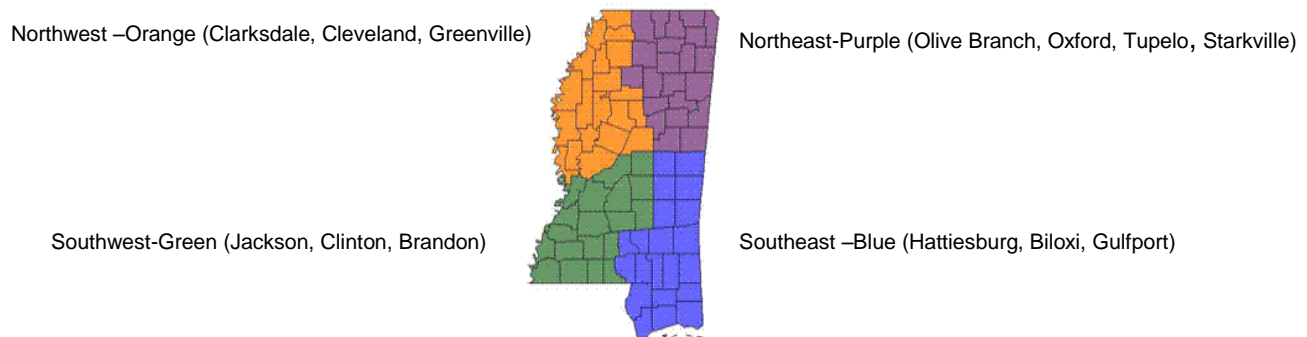 Northwest –Orange (Clarksdale, Cleveland, Greenville)
Northeast-Purple (Olive Branch, Oxford, Tupelo, Starkville)
Southwest-Green (Jackson, Clinton, Brandon)
Southeast –Blue (Hattiesburg, Biloxi, Gulfport)